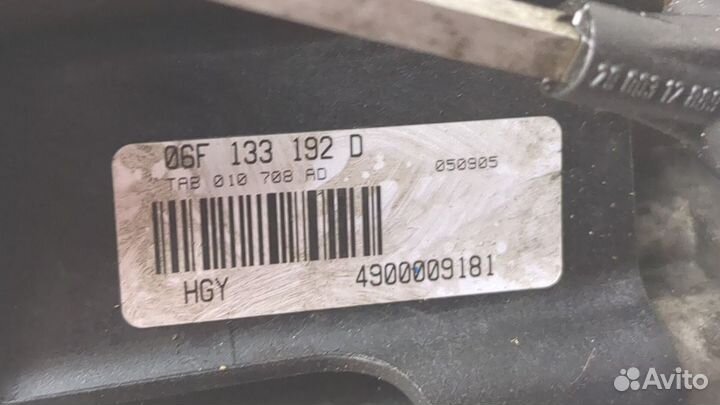 06F 133 192 D
TAB 010 708 AD
050905
HGY
4900009181
Avito